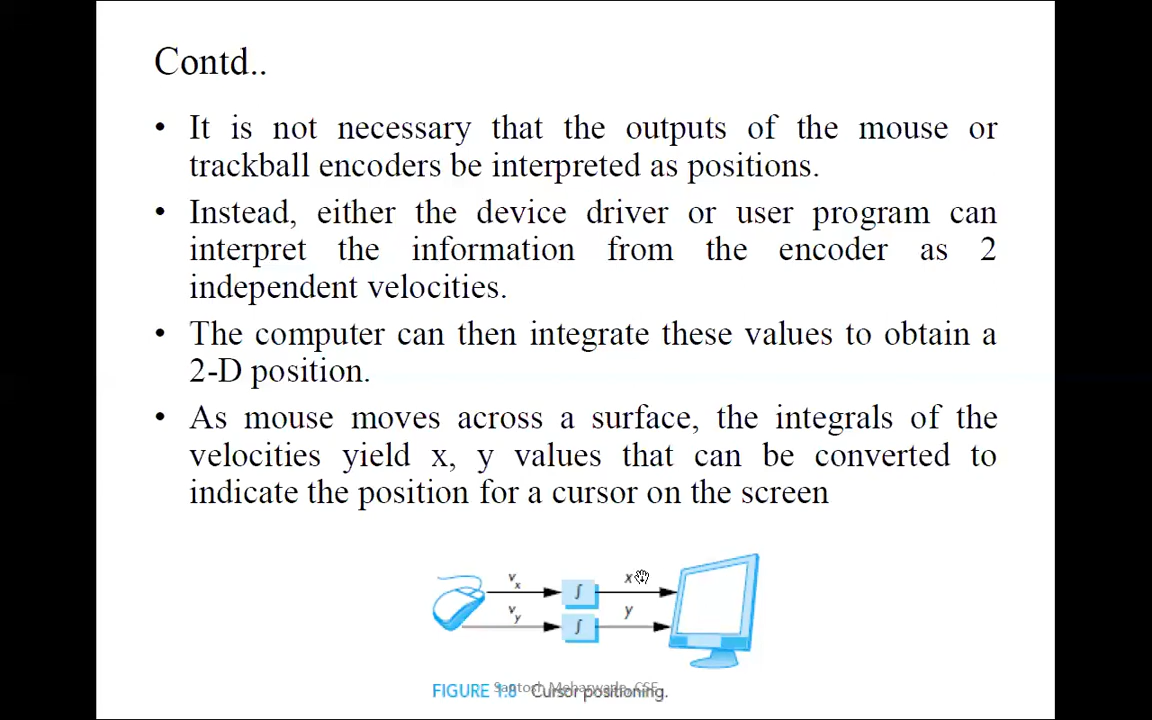 Contd..
• It is not necessary that the outputs of the mouse or
trackball encoders be interpreted as positions.
• Instead, either the device driver or user program can
interpret the information from the encoder as 2
independent velocities.
• The computer can then integrate these values to obtain a
2-D position.
• As mouse moves across a surface, the integrals of the
velocities yield x, y values that can be converted to
indicate the position for a cursor on the screen
vx ∫ x
vy ∫ y
FIGURE 1.8 Cursor positioning.
Santosh CSE